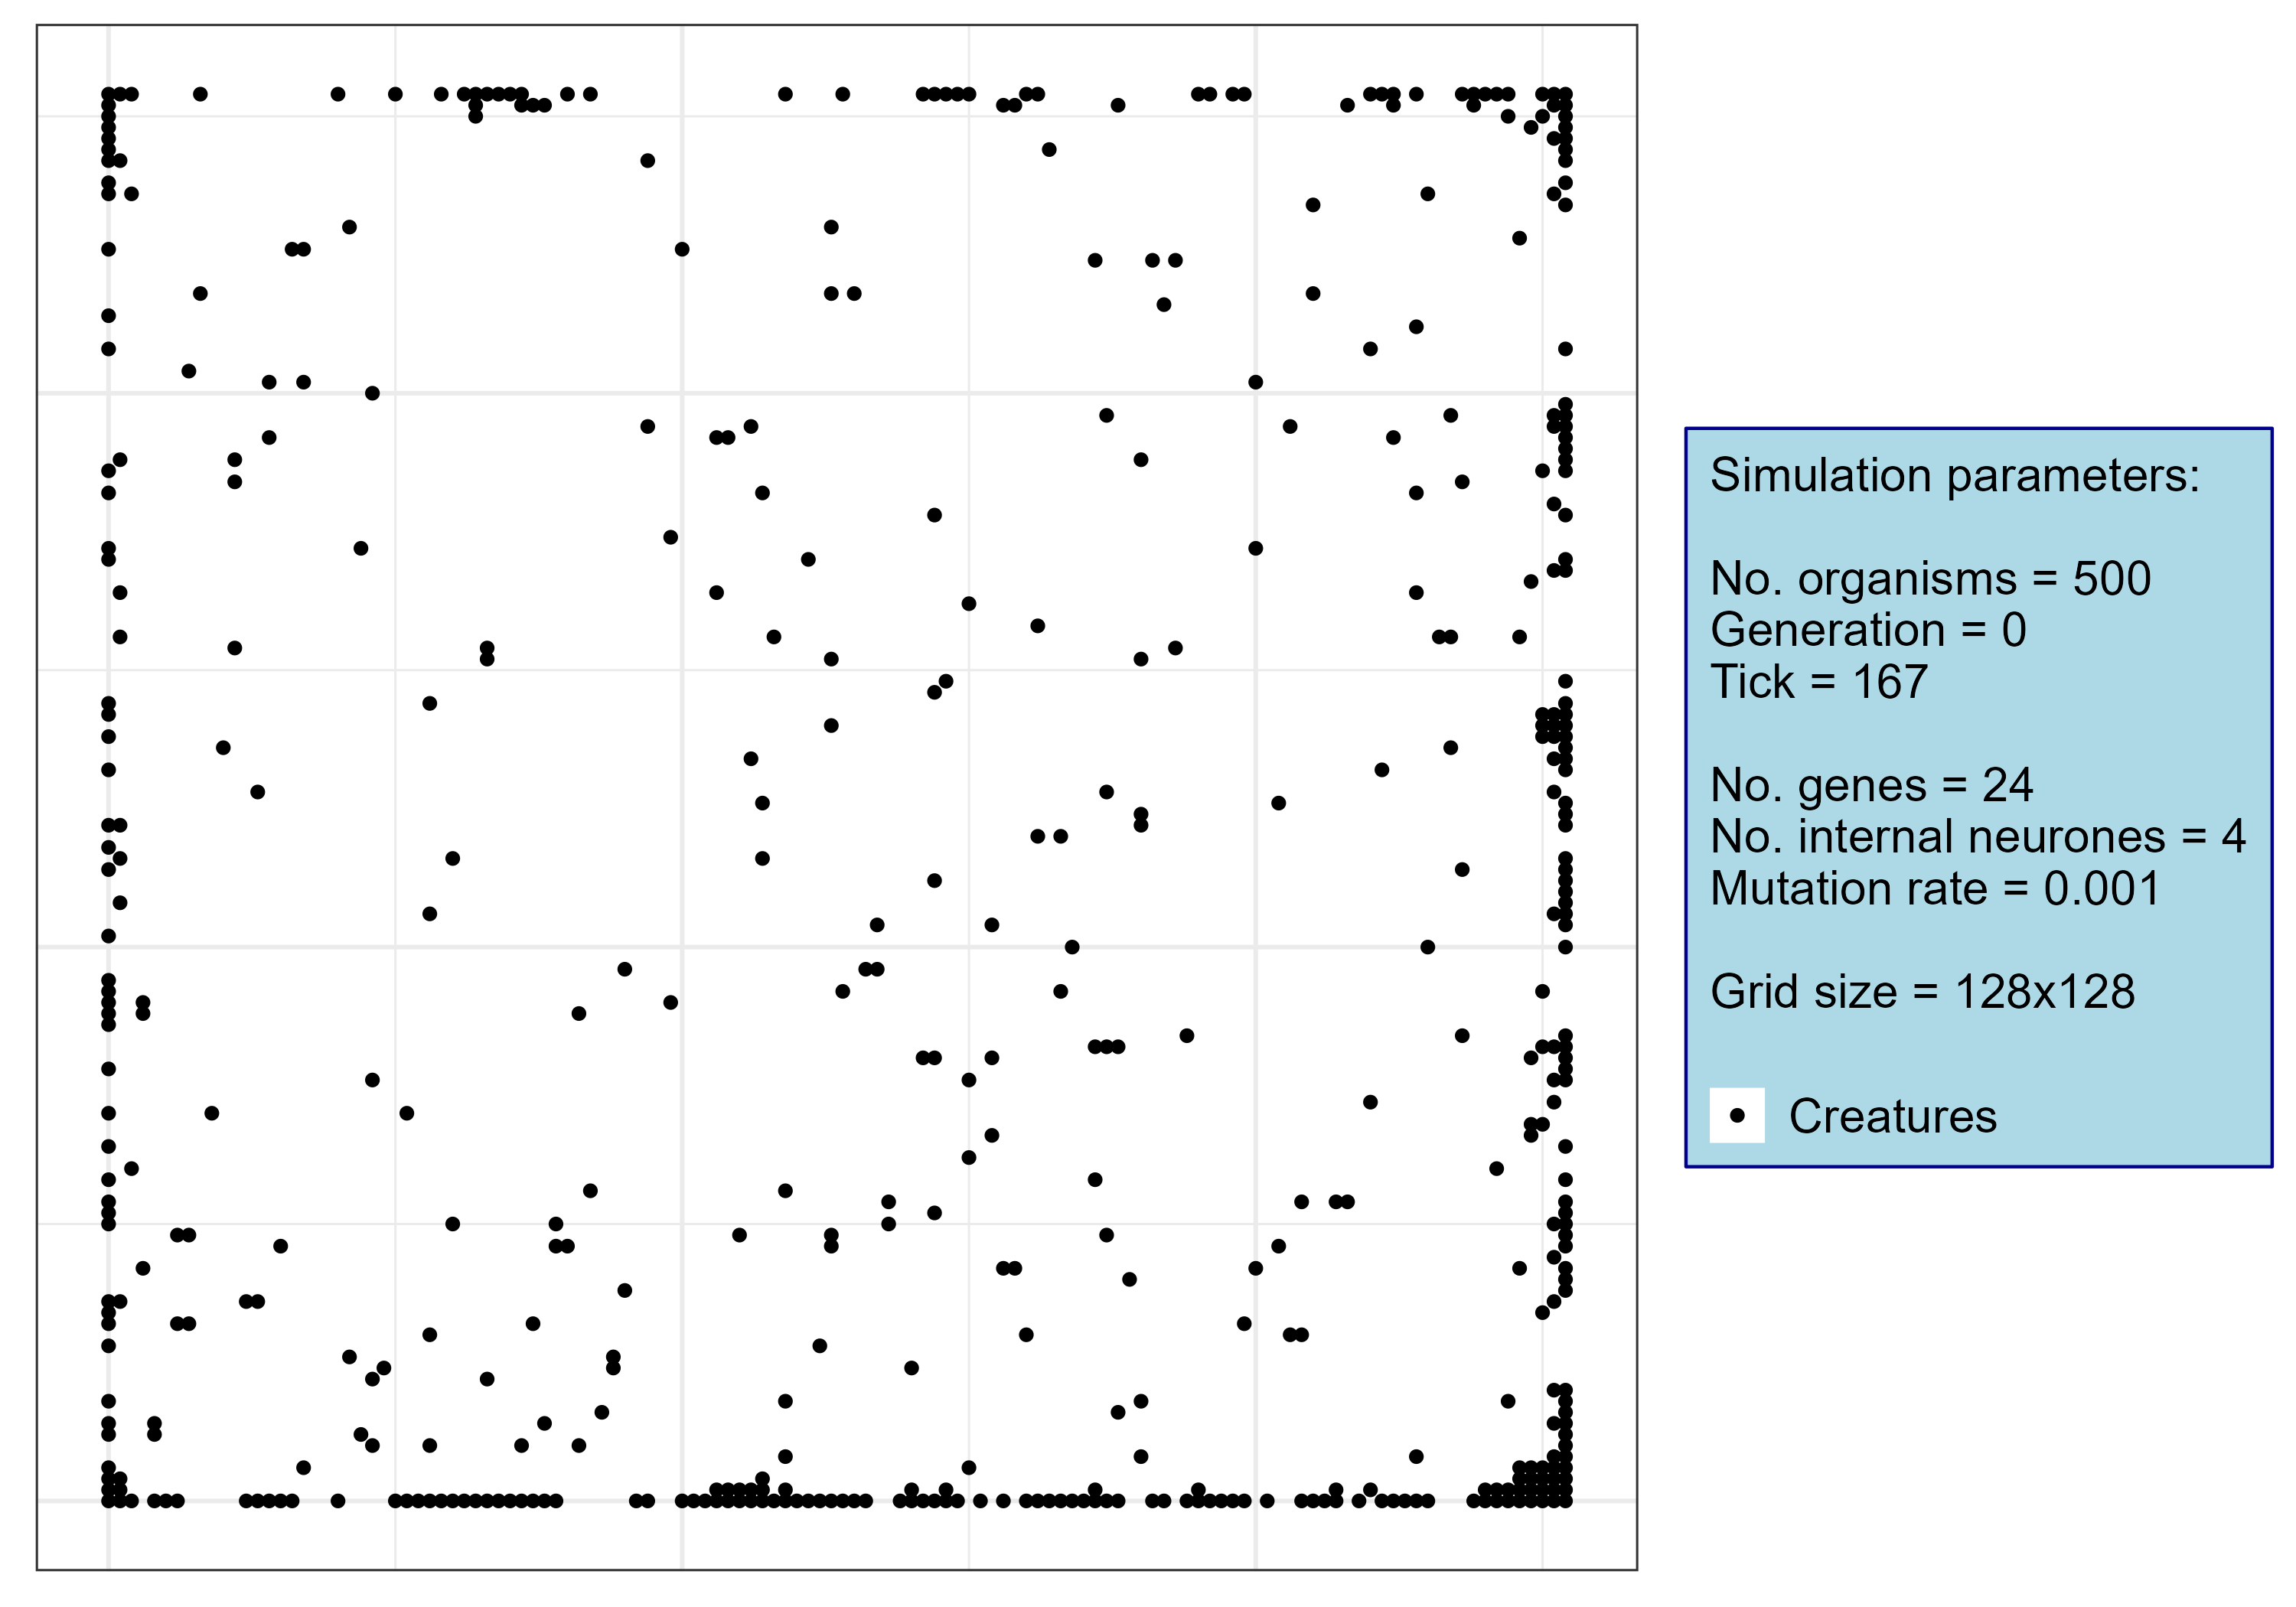 Simulation parameters:
No. organisms = 500
Generation = 0
Tick = 167
No. genes = 24
No. internal neurones = 4
Mutation rate = 0.001
Grid size = 128x128
Creatures